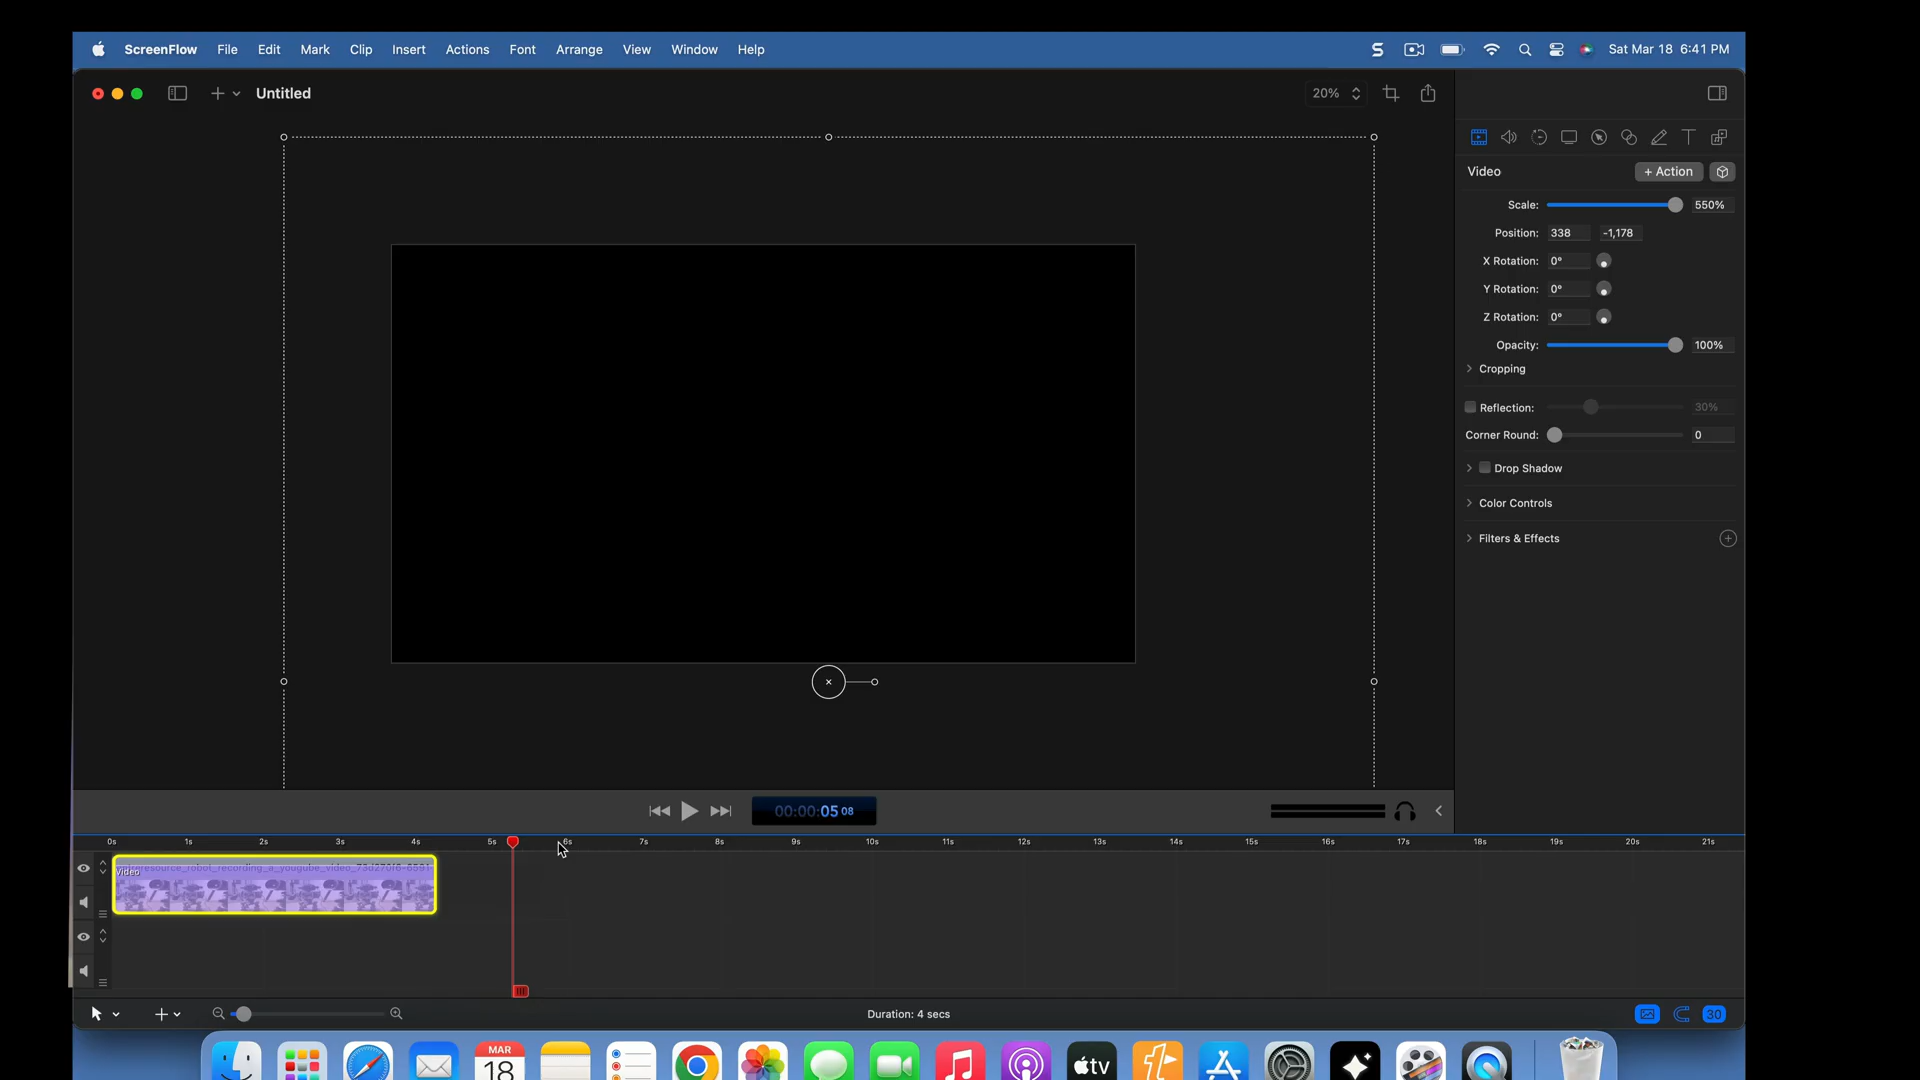 ScreenFlow File Edit Mark Clip Insert Actions Font Arrange View Window Help Sat Mar 18 6:41 PM
Untitled 20%
Video + Action
Scale: 550%
Position: 338 -1,178
X Rotation: 0°
Y Rotation: 0°
Z Rotation: 0°
Opacity: 100%
Cropping
Reflection: 30%
Corner Round: 0
Drop Shadow
Color Controls
Filters & Effects
00:00:05 08
0s 1s 2s 3s 4s 5s 6s 7s 8s 9s 10s 11s 12s 13s 14s 15s 16s 17s 18s 19s 20s 21s
Video
Duration: 4 secs 30
MAR
18
tv